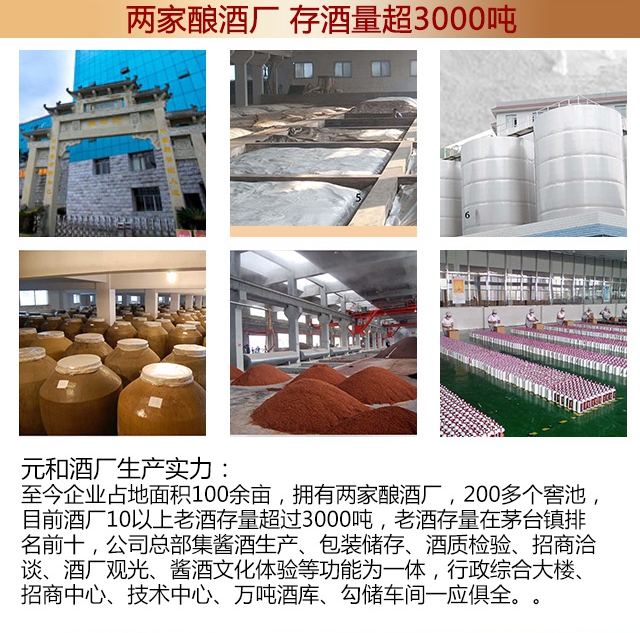 两家酿酒厂 存酒量超3000吨
5
6
元和酒厂生产实力：
至今企业占地面积100余亩，拥有两家酿酒厂，200多个窖池，
目前酒厂10以上老酒存量超过3000吨，老酒存量在茅台镇排
名前十，公司总部集酱酒生产、包装储存、酒质检验、招商洽
谈、酒厂观光、酱酒文化体验等功能为一体，行政综合大楼、
招商中心、技术中心、万吨酒库、勾储车间一应俱全。。